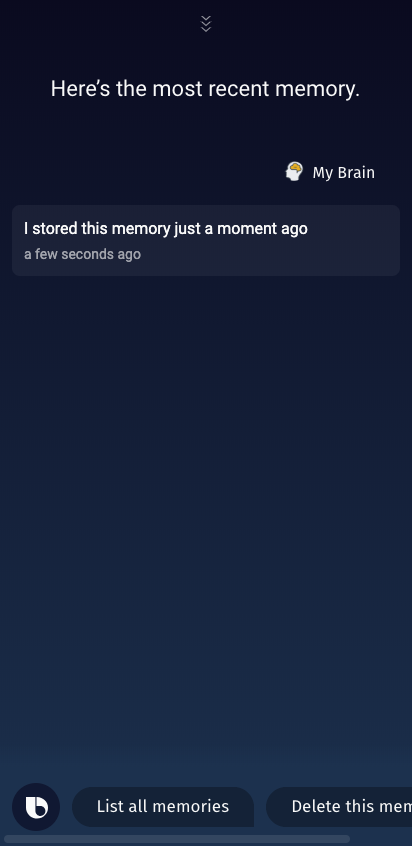 Here’s the most recent memory.
My Brain
I stored this memory just a moment ago
a few seconds ago
List all memories
Delete this mem